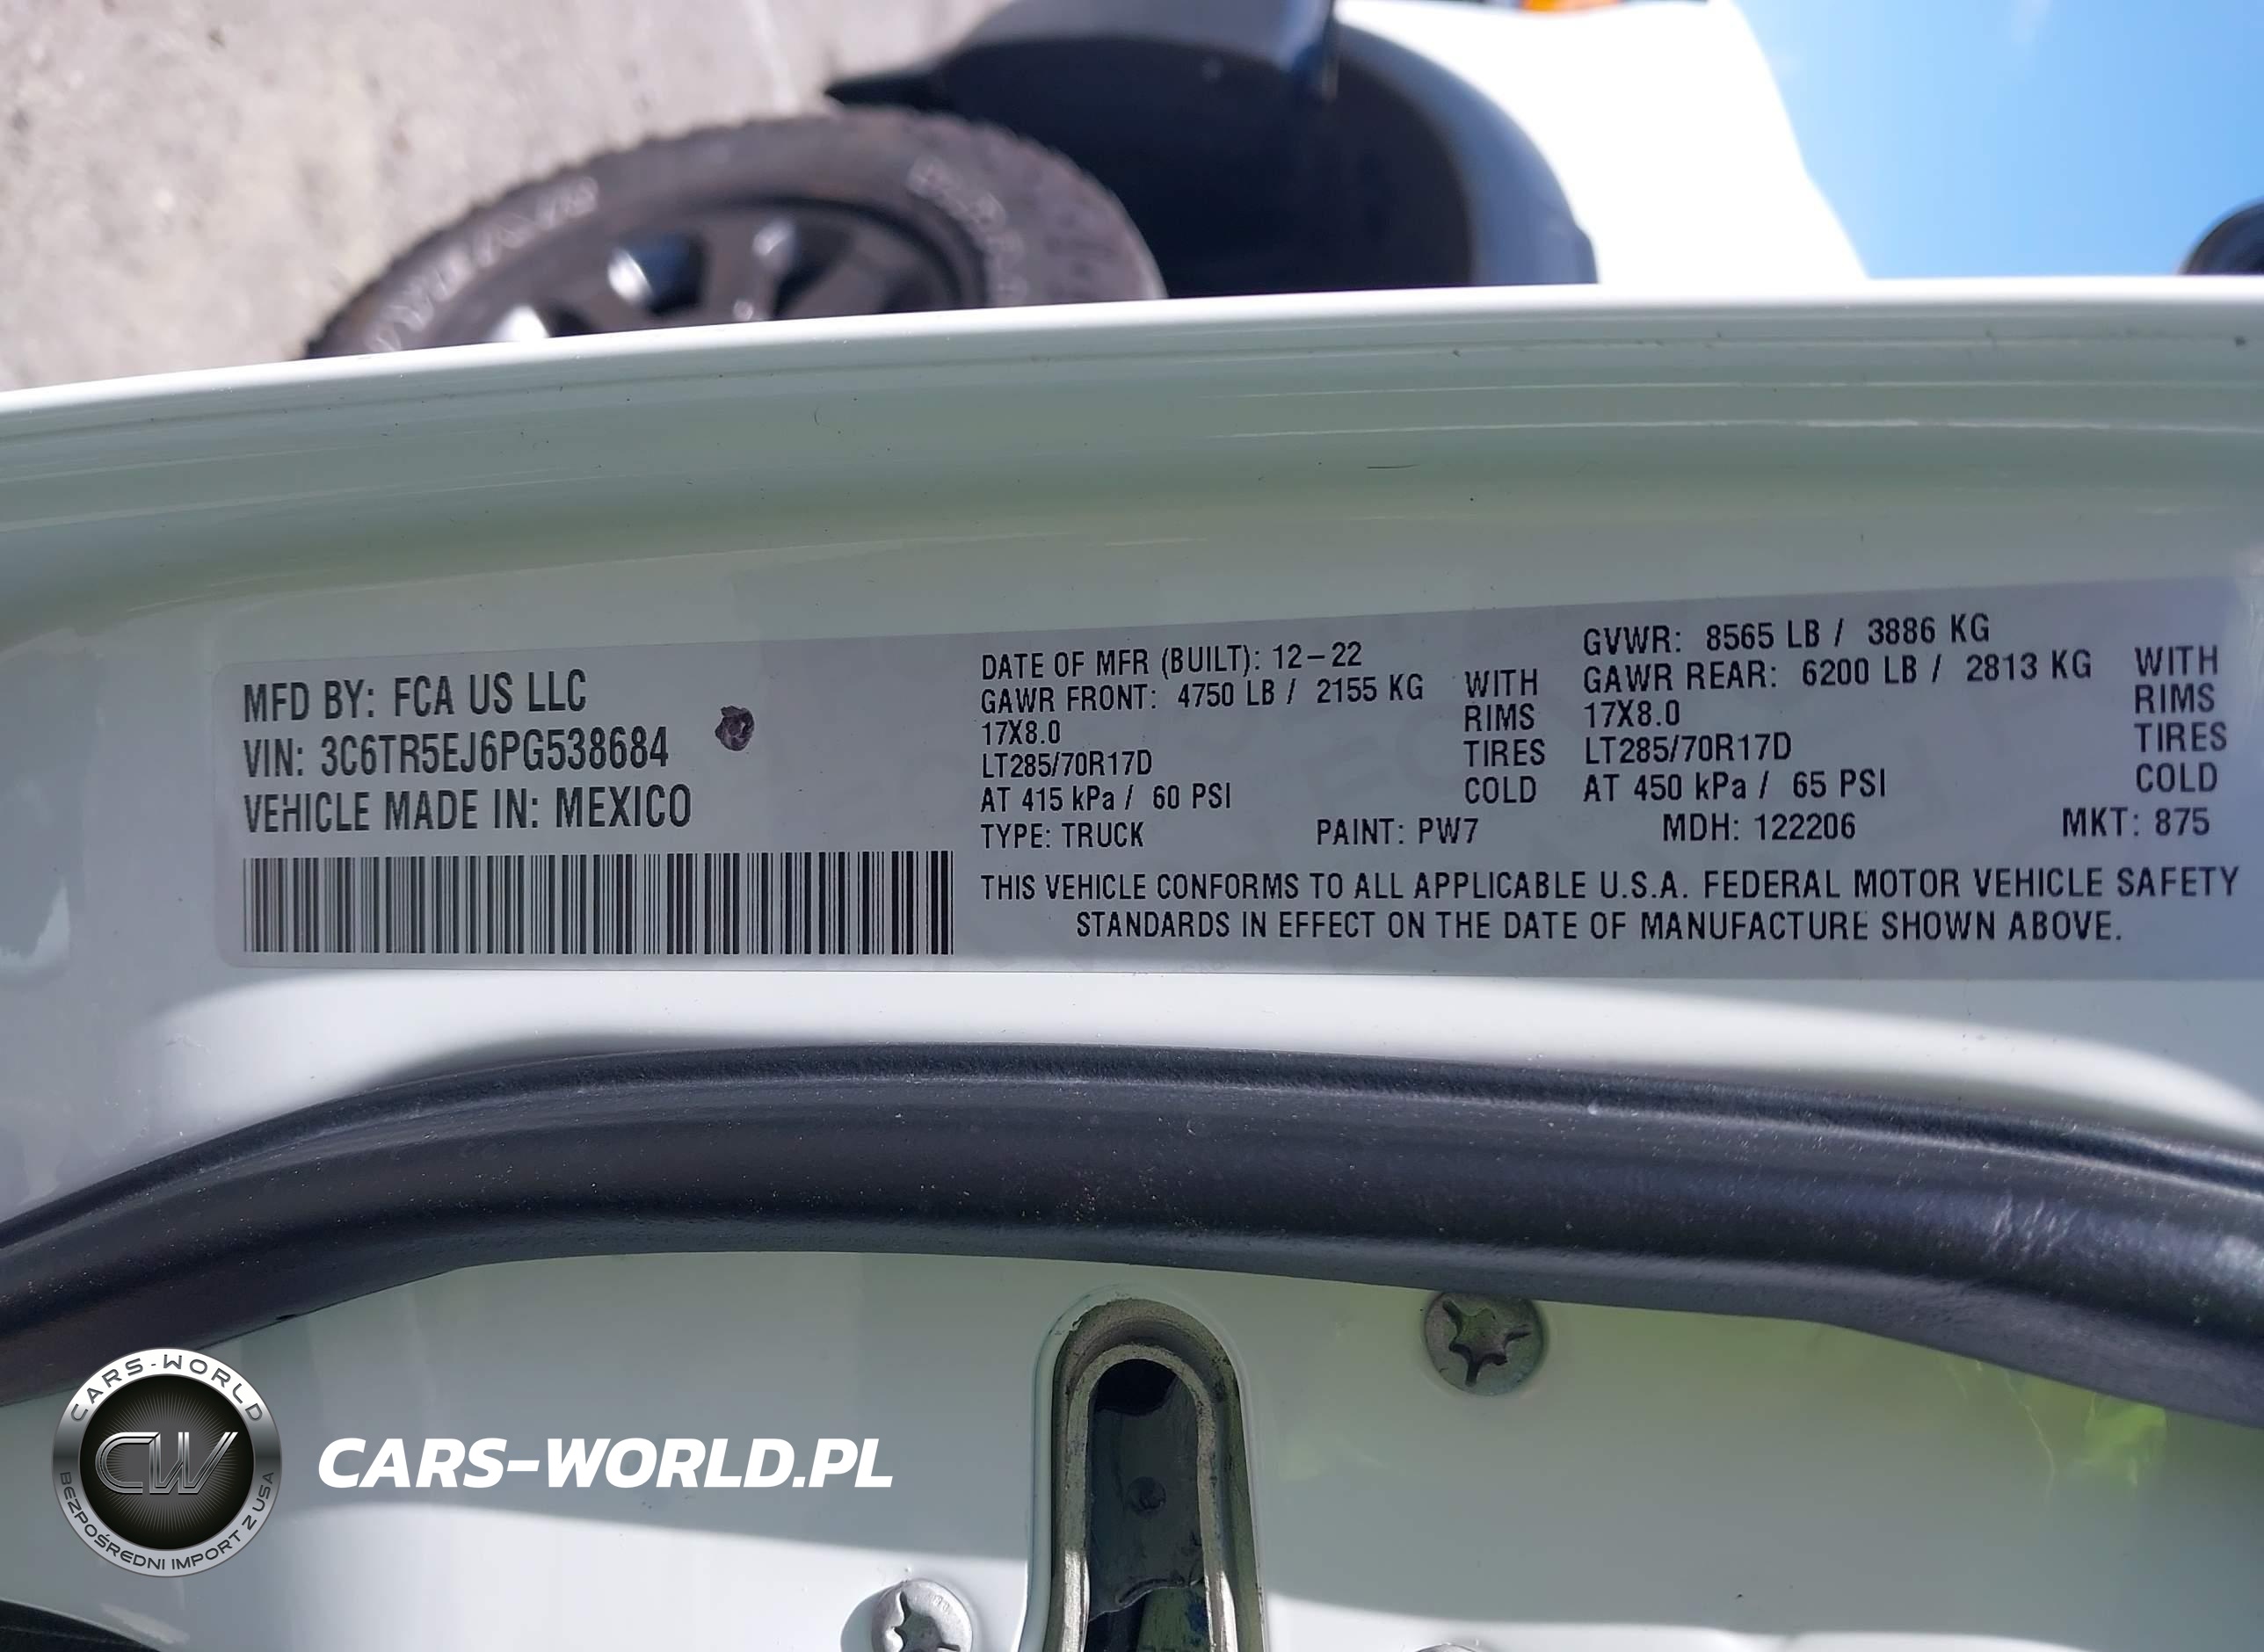 MFD BY: FCA US LLC
VIN: 3C6TR5EJ6PG538684
VEHICLE MADE IN: MEXICO
DATE OF MFR (BUILT): 12-22
GAWR FRONT: 4750 LB / 2155 KG WITH
17X8.0 RIMS
LT285/70R17D TIRES
AT 415 kPa / 60 PSI COLD
GVWR: 8565 LB / 3886 KG
GAWR REAR: 6200 LB / 2813 KG WITH
17X8.0 RIMS
LT285/70R17D TIRES
AT 450 kPa / 65 PSI COLD
TYPE: TRUCK PAINT: PW7 MDH: 122206 MKT: 875
THIS VEHICLE CONFORMS TO ALL APPLICABLE U.S.A. FEDERAL MOTOR VEHICLE SAFETY
STANDARDS IN EFFECT ON THE DATE OF MANUFACTURE SHOWN ABOVE.
CARS-WORLD
CW
BEZPOŚREDNI IMPORT Z USA
CARS-WORLD.PL